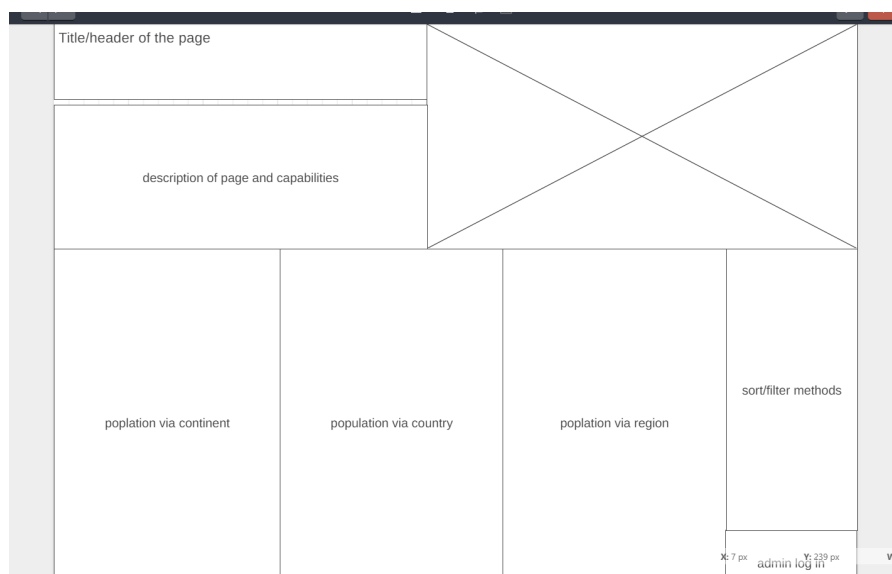 Title/header of the page
description of page and capabilities
poplation via continent
population via country
poplation via region
sort/filter methods
X: 7 px
Y: 239 px
W
admin log in